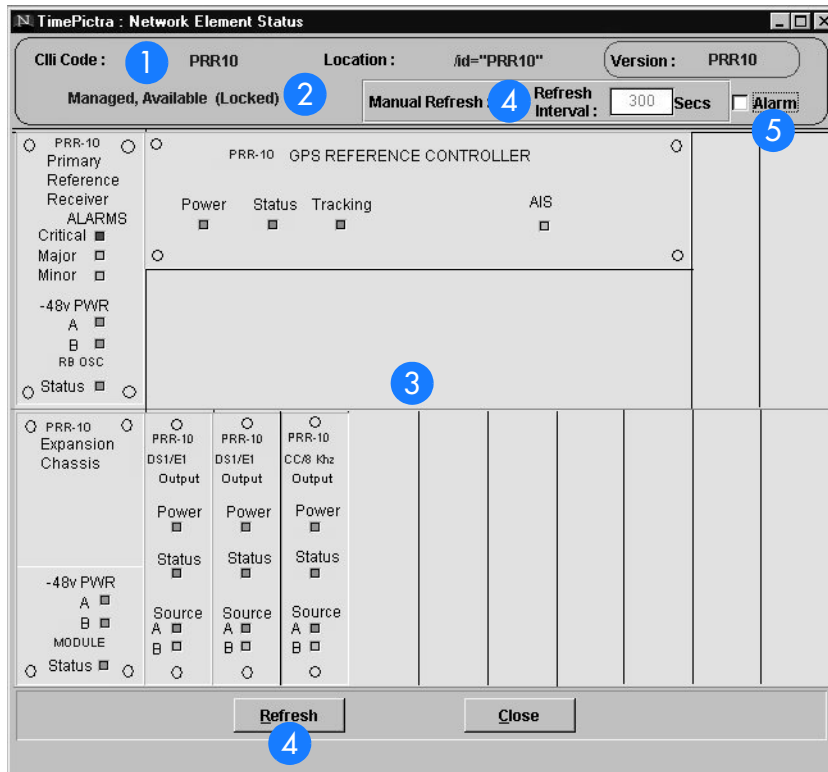 N TimePictra : Network Element Status
Clli Code : 1 PRR10 Location : /id="PRR10" Version : PRR10
Managed, Available (Locked) 2 Manual Refresh : 4 Refresh Interval : 300 Secs Alarm
5
PRR-10
Primary
Reference
Receiver
ALARMS
Critical
Major
Minor
-48v PWR
A
B
RB OSC
Status
PRR-10 GPS REFERENCE CONTROLLER
Power Status Tracking AIS
3
PRR-10
Expansion
Chassis
-48v PWR
A
B
MODULE
Status
PRR-10
DS1/E1
Output
Power
Status
Source
A
B
PRR-10
DS1/E1
Output
Power
Status
Source
A
B
PRR-10
CC/8 Khz
Output
Power
Status
Source
A
B
Refresh Close
4